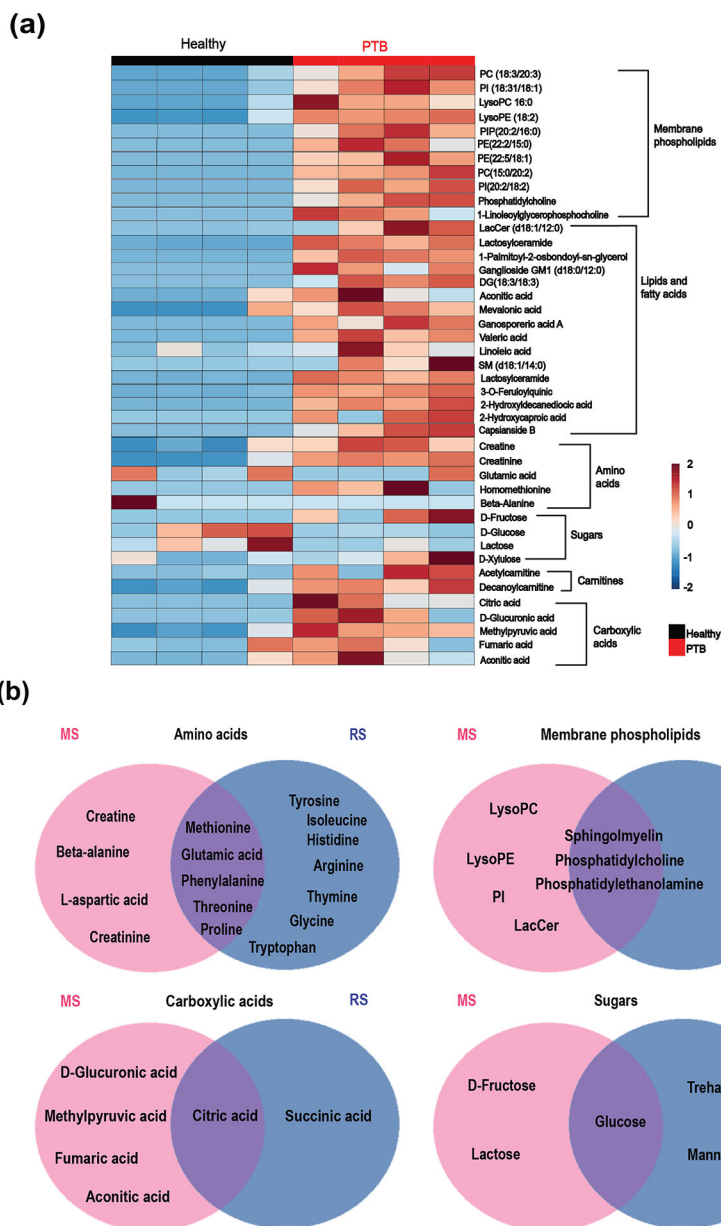 (a)
Healthy
PTB
PC (18:3/20:3)
PI (18:31/18:1)
LysoPC 16:0
LysoPE (18:2)
PIP(20:2/16:0)
PE(22:2/15:0)
PE(22:5/18:1)
PC(15:0/20:2)
PI(20:2/18:2)
Phosphatidylcholine
1-Linoleoylglycerophosphocholine
Membrane
phospholipids
LacCer (d18:1/12:0)
Lactosylceramide
1-Palmitoyl-2-osbondoyl-sn-glycerol
Ganglioside GM1 (d18:0/12:0)
DG(18:3/18:3)
Aconitic acid
Mevalonic acid
Ganosporeric acid A
Valeric acid
Linoleic acid
SM (d18:1/14:0)
Lactosylceramide
3-O-Feruloylquinic
2-Hydroxyldecanediocic acid
2-Hydroxycaproic acid
Capsianside B
Lipids and
fatty acids
Creatine
Creatinine
Glutamic acid
Homomethionine
Beta-Alanine
Amino
acids
D-Fructose
D-Glucose
Lactose
D-Xylulose
Sugars
Acetylcarnitine
Decanoylcarnitine
Carnitines
Citric acid
D-Glucuronic acid
Methylpyruvic acid
Fumaric acid
Aconitic acid
Carboxylic
acids
2
1
0
-1
-2
Healthy
PTB
(b)
MS
Amino acids
RS
Creatine
Beta-alanine
L-aspartic acid
Creatinine
Methionine
Glutamic acid
Phenylalanine
Threonine
Proline
Tyrosine
Isoleucine
Histidine
Arginine
Thymine
Glycine
Tryptophan
MS
Membrane phospholipids
LysoPC
LysoPE
PI
LacCer
Sphingolmyelin
Phosphatidylcholine
Phosphatidylethanolamine
MS
Carboxylic acids
RS
D-Glucuronic acid
Methylpyruvic acid
Fumaric acid
Aconitic acid
Citric acid
Succinic acid
MS
Sugars
D-Fructose
Lactose
Glucose
Treha
Mann